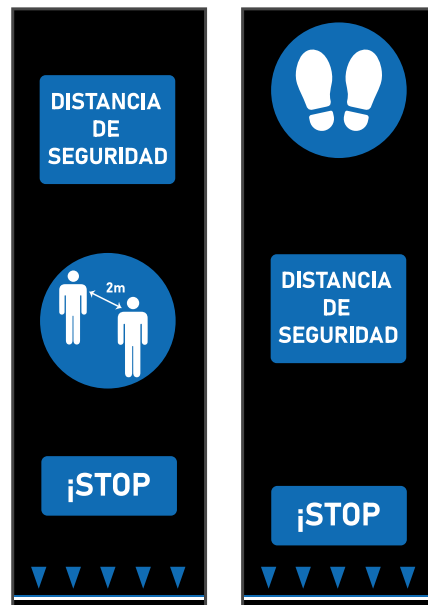 DISTANCIA
DE
SEGURIDAD
2m
¡STOP
DISTANCIA
DE
SEGURIDAD
¡STOP